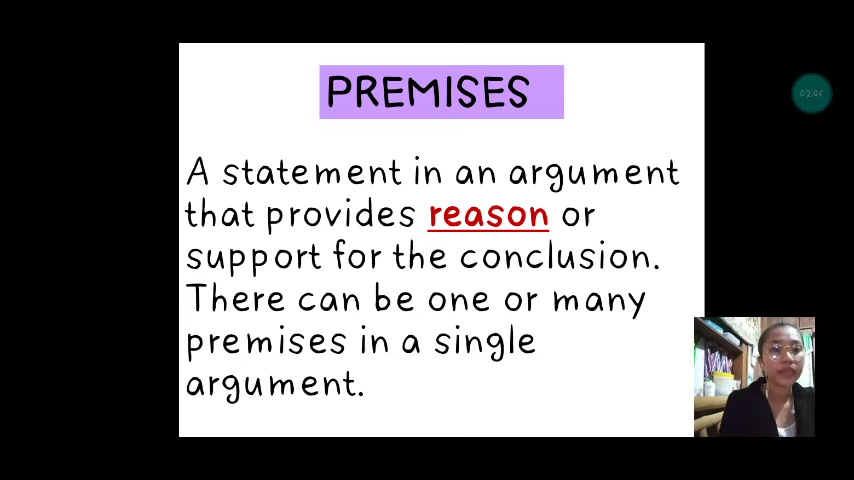 PREMISES
A statement in an argument
that provides reason or
support for the conclusion.
There can be one or many
premises in a single
argument.